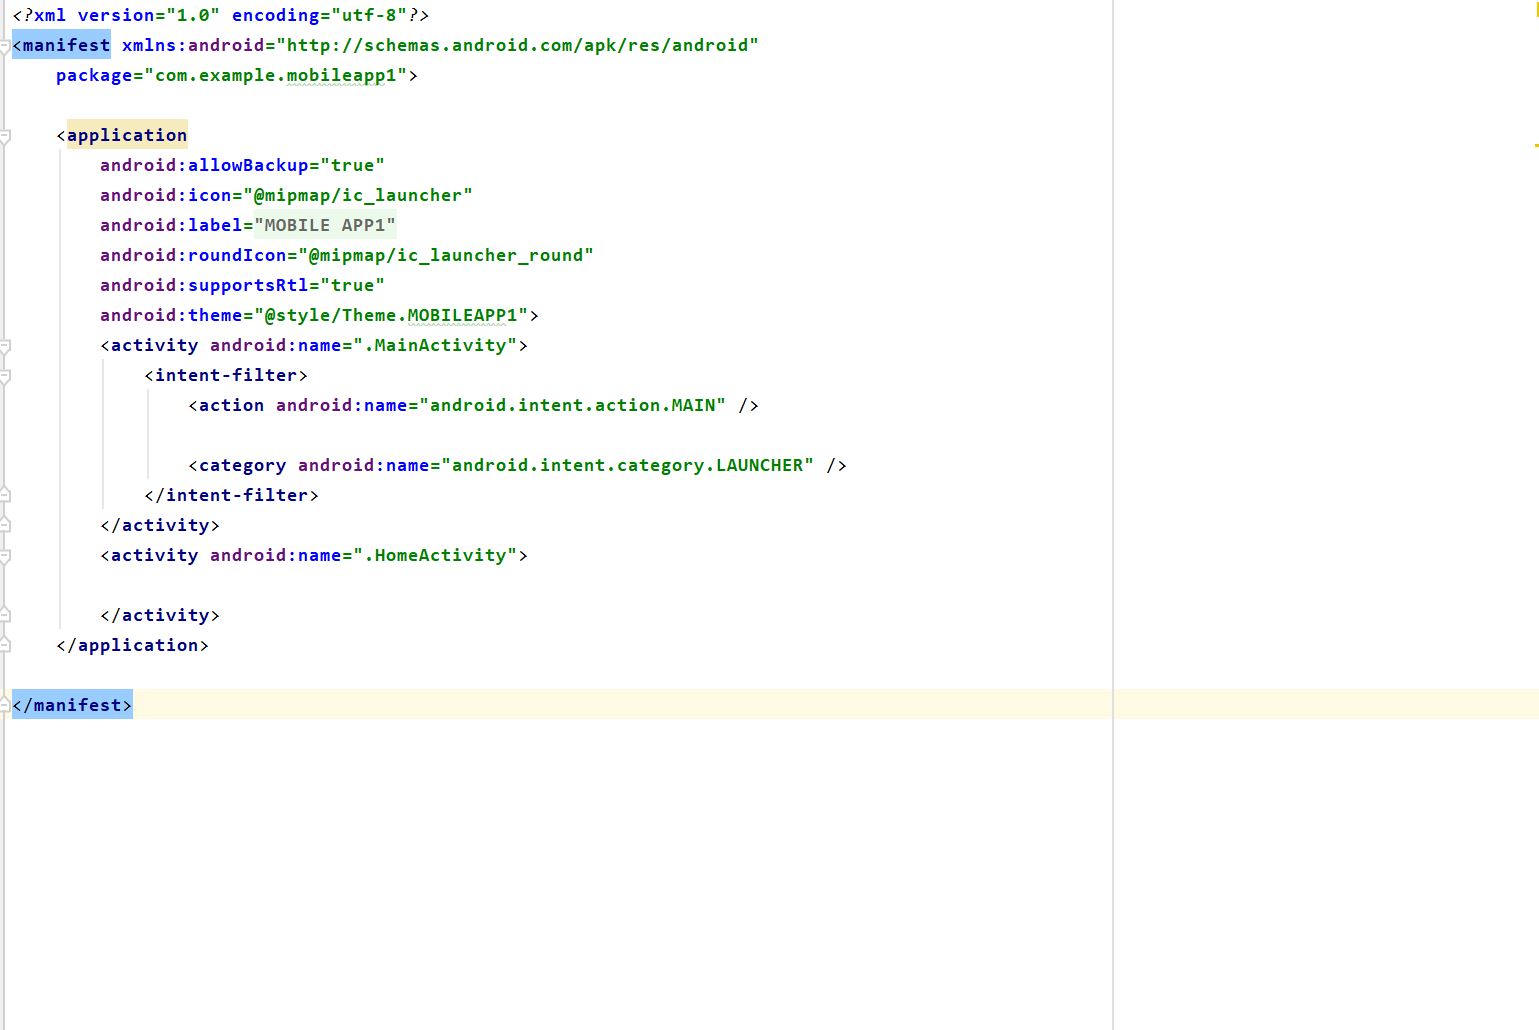 <?xml version="1.0" encoding="utf-8"?>
<manifest xmlns:android="http://schemas.android.com/apk/res/android"
    package="com.example.mobileapp1">
    <application
        android:allowBackup="true"
        android:icon="@mipmap/ic_launcher"
        android:label="MOBILE APP1"
        android:roundIcon="@mipmap/ic_launcher_round"
        android:supportsRtl="true"
        android:theme="@style/Theme.MOBILEAPP1">
        <activity android:name=".MainActivity">
            <intent-filter>
                <action android:name="android.intent.action.MAIN" />
                <category android:name="android.intent.category.LAUNCHER" />
            </intent-filter>
        </activity>
        <activity android:name=".HomeActivity">
        </activity>
    </application>
</manifest>